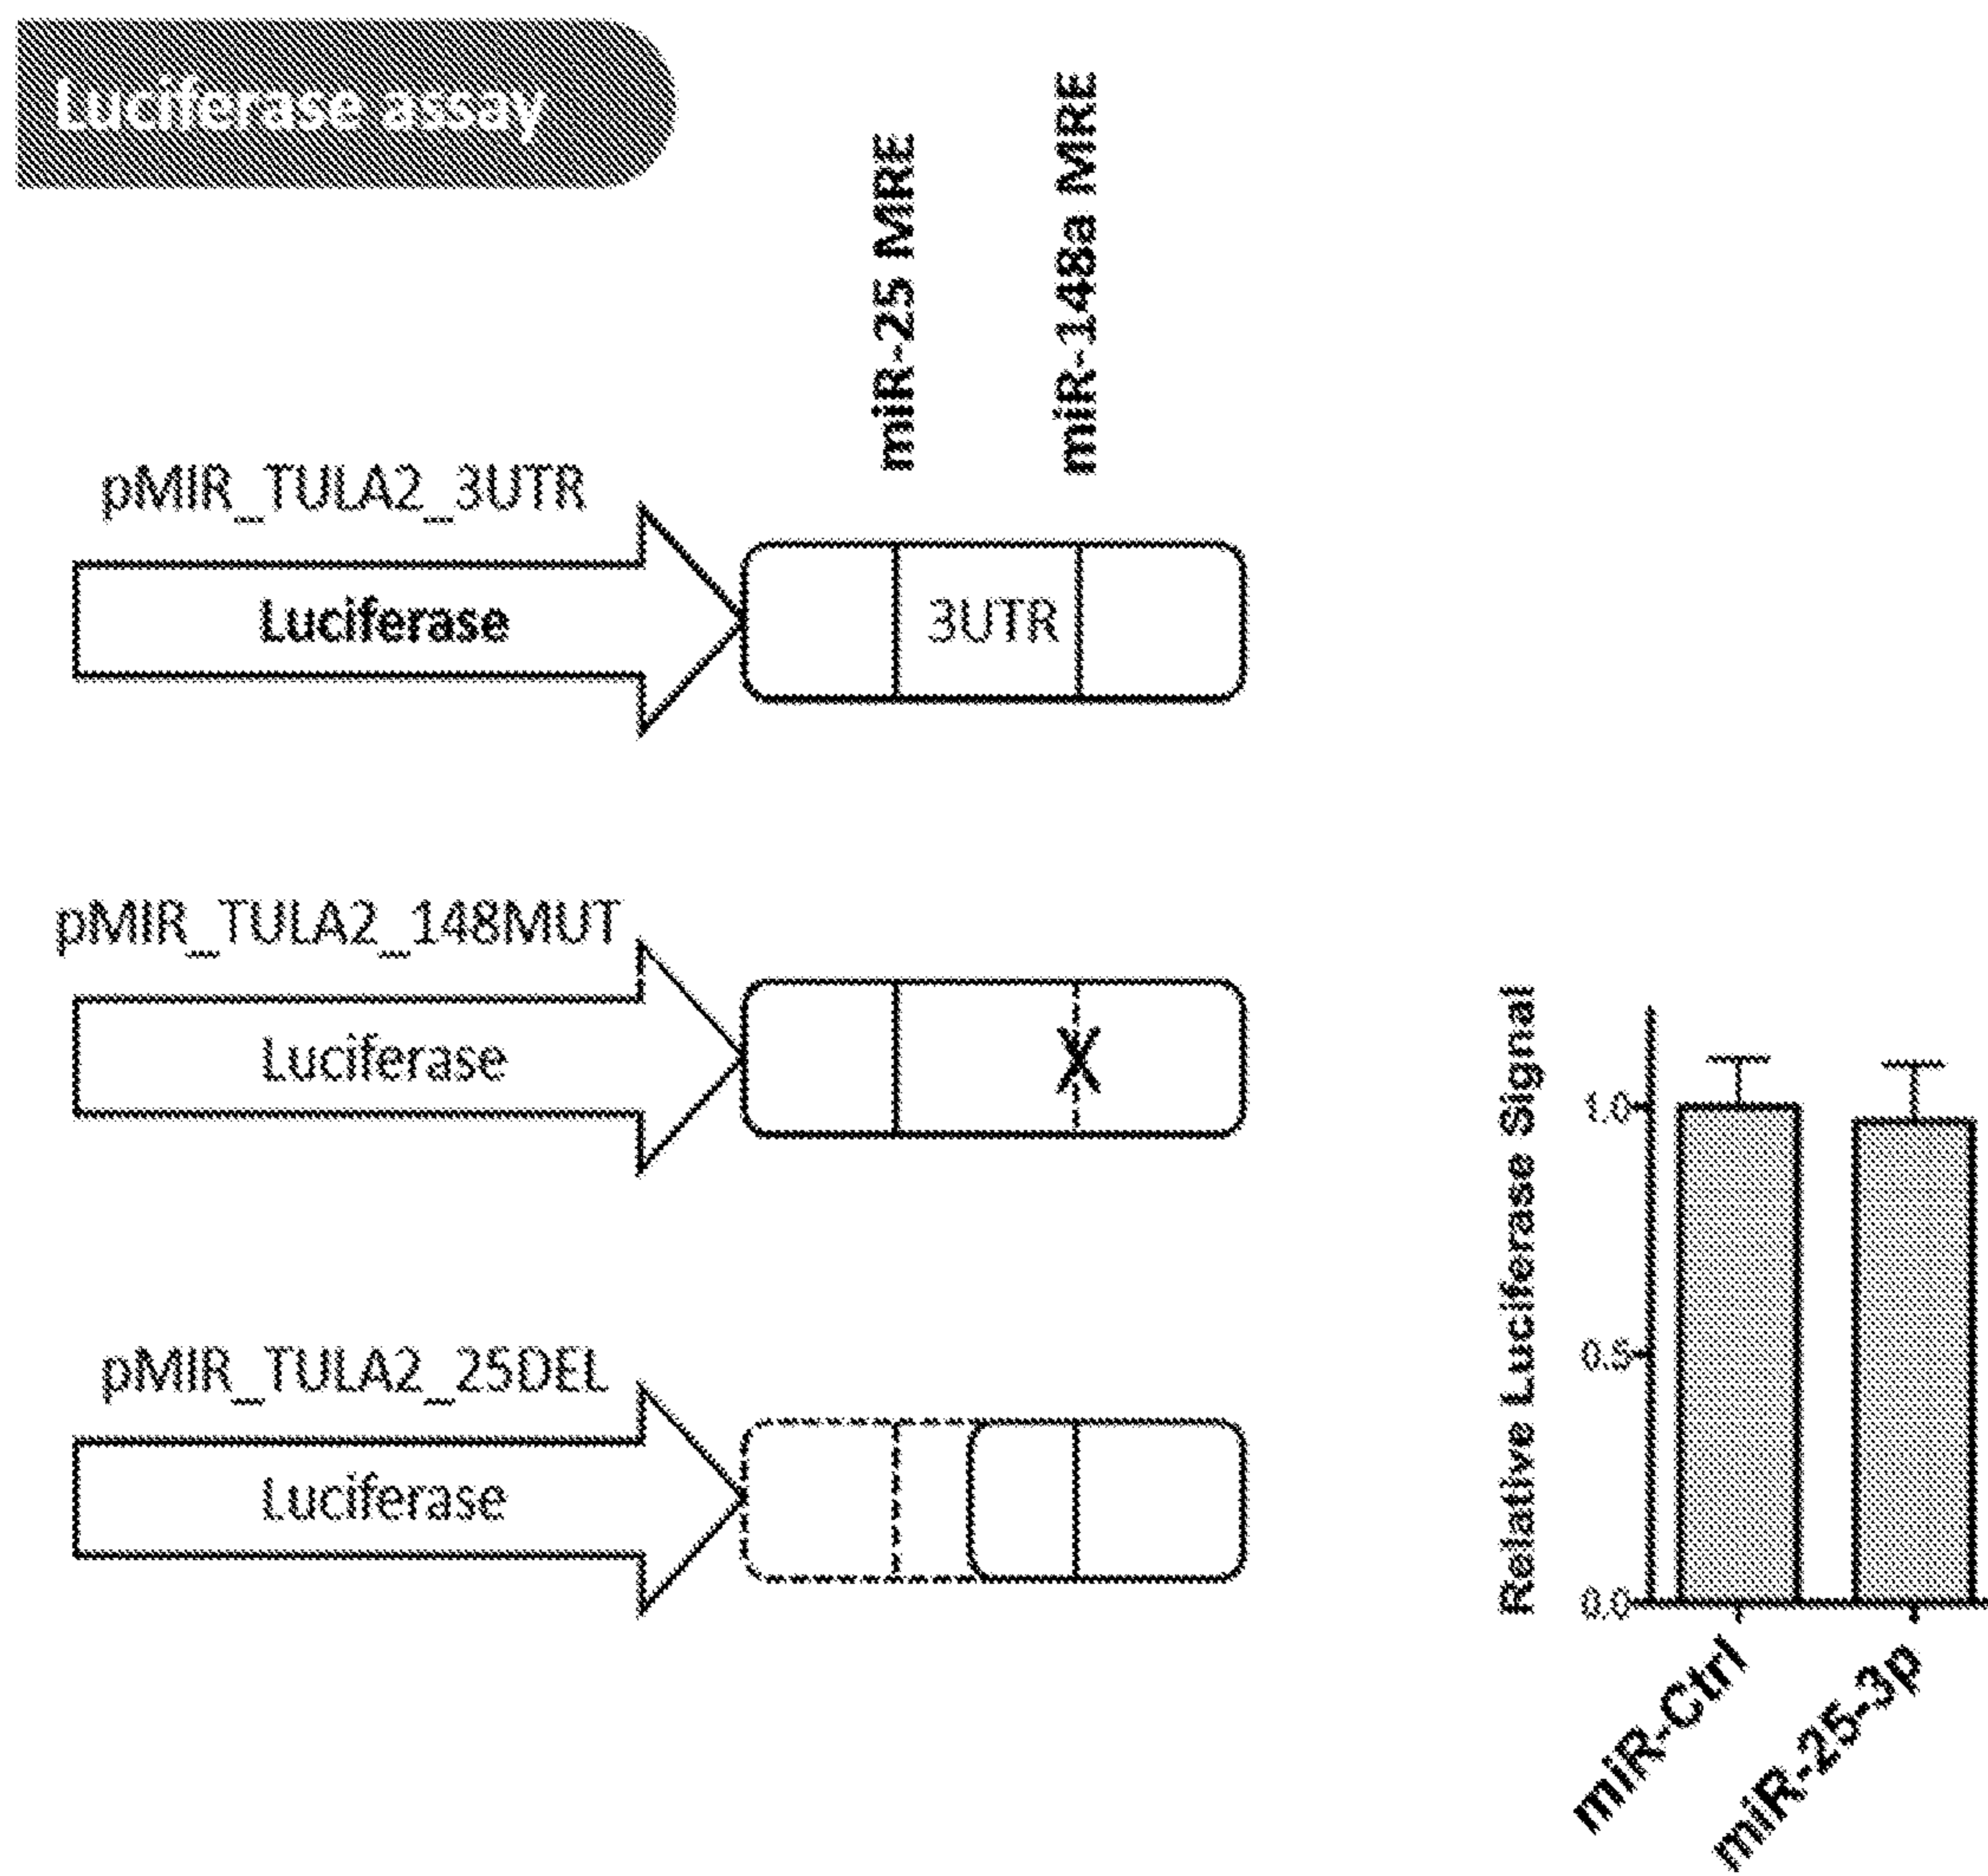 Luciferase assay
miR-25 MRE
miR-148a MRE
pMIR_TULA2_3UTR
Luciferase
3UTR
pMIR_TULA2_148MUT
Luciferase
X
pMIR_TULA2_25DEL
Luciferase
Relative Luciferase Signal
1.0
0.5
0.0
miR-Ctrl
miR-25-3p